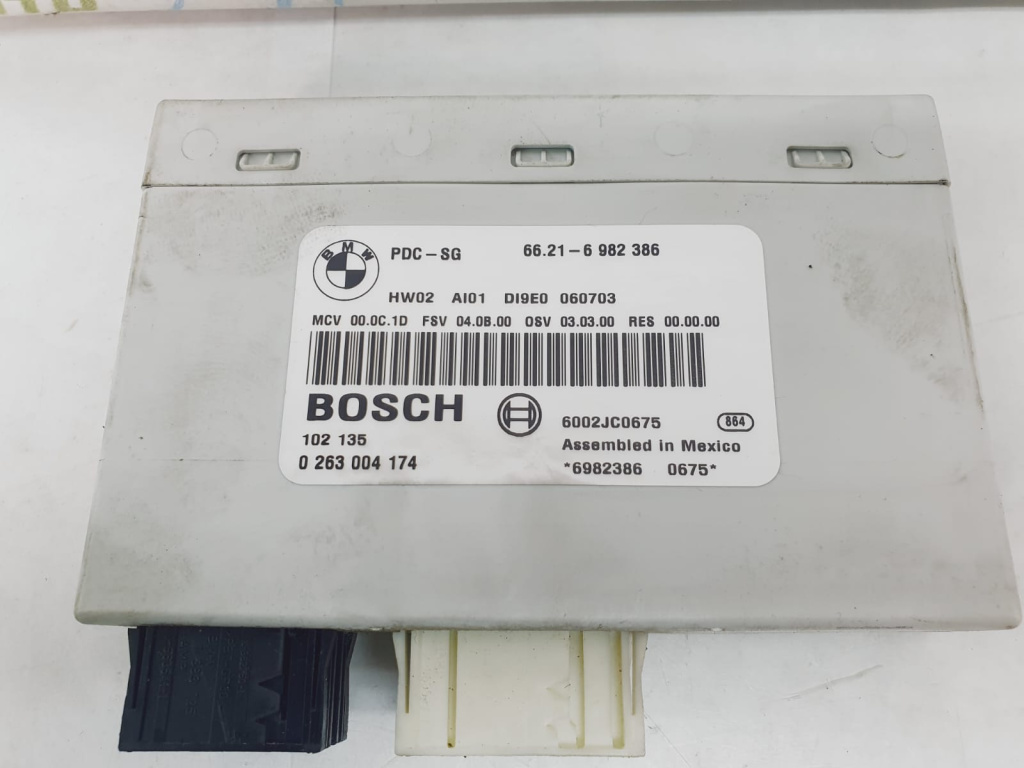 BMW
PDC-SG 66.21-6 982 386
HW02 AI01 DI9E0 060703
MCV 00.0C.1D FSV 04.0B.00 OSV 03.03.00 RES 00.00.00
BOSCH 6002JC0675 864
102 135 Assembled in Mexico
0 263 004 174 *6982386 0675*